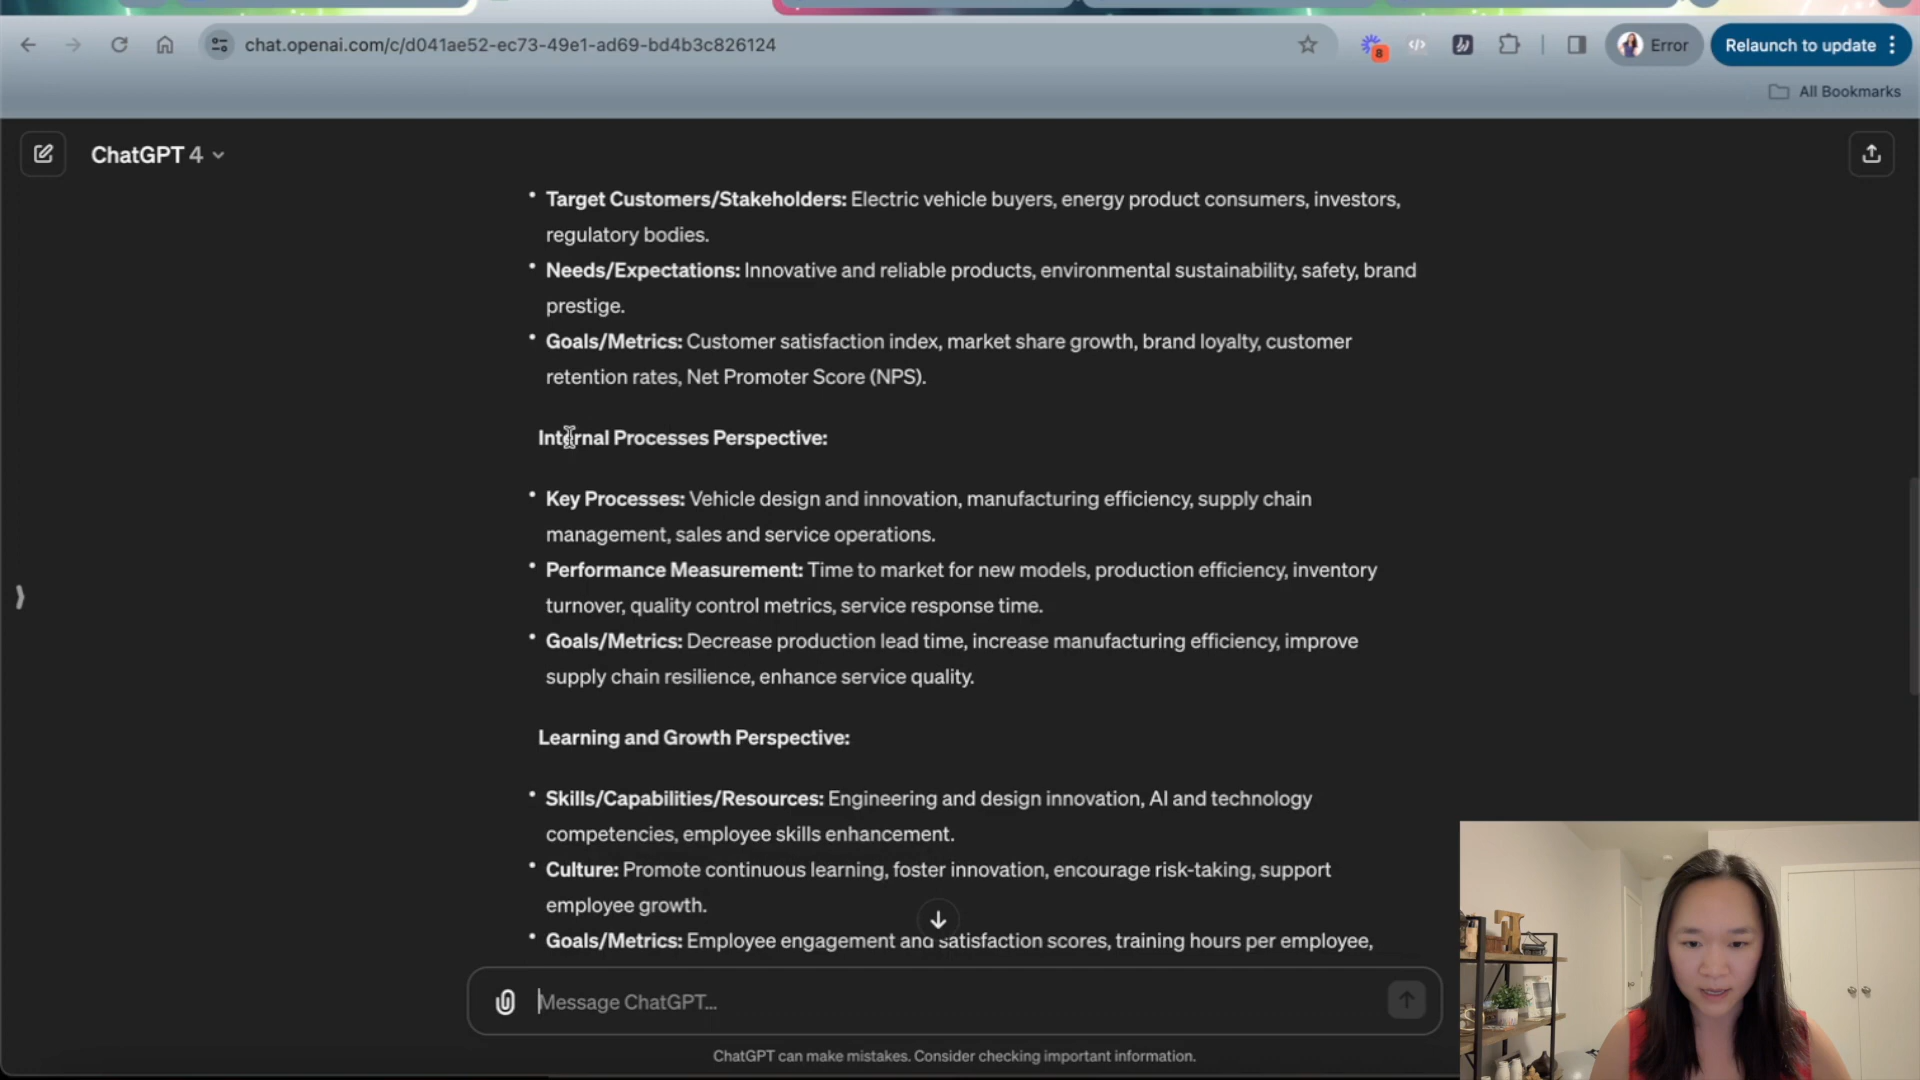 chat.openai.com/c/d041ae52-ec73-49e1-ad69-bd4b3c826124
8
Error
Relaunch to update
All Bookmarks
ChatGPT 4
• Target Customers/Stakeholders: Electric vehicle buyers, energy product consumers, investors,
regulatory bodies.
• Needs/Expectations: Innovative and reliable products, environmental sustainability, safety, brand
prestige.
• Goals/Metrics: Customer satisfaction index, market share growth, brand loyalty, customer
retention rates, Net Promoter Score (NPS).
Internal Processes Perspective:
• Key Processes: Vehicle design and innovation, manufacturing efficiency, supply chain
management, sales and service operations.
• Performance Measurement: Time to market for new models, production efficiency, inventory
turnover, quality control metrics, service response time.
• Goals/Metrics: Decrease production lead time, increase manufacturing efficiency, improve
supply chain resilience, enhance service quality.
Learning and Growth Perspective:
• Skills/Capabilities/Resources: Engineering and design innovation, AI and technology
competencies, employee skills enhancement.
• Culture: Promote continuous learning, foster innovation, encourage risk-taking, support
employee growth.
• Goals/Metrics: Employee engagement and satisfaction scores, training hours per employee,
Message ChatGPT...
ChatGPT can make mistakes. Consider checking important information.